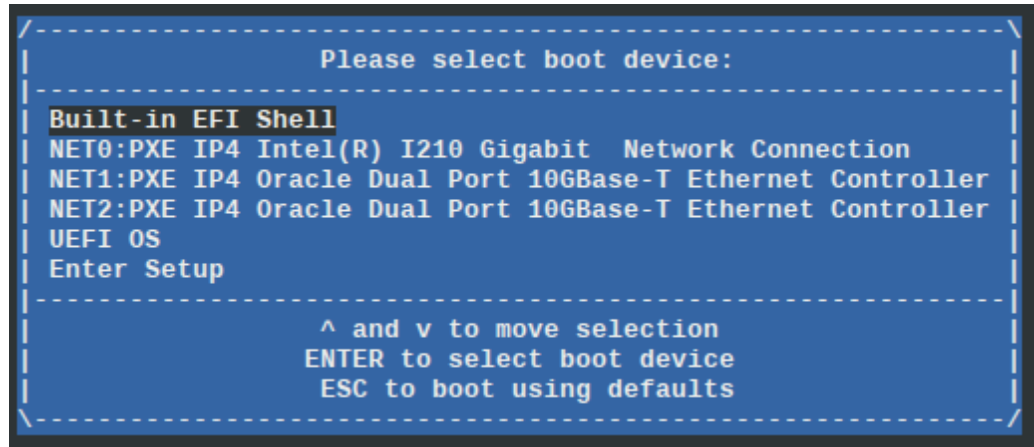 Please select boot device:
Built-in EFI Shell
NET0:PXE IP4 Intel(R) I210 Gigabit  Network Connection
NET1:PXE IP4 Oracle Dual Port 10GBase-T Ethernet Controller
NET2:PXE IP4 Oracle Dual Port 10GBase-T Ethernet Controller
UEFI OS
Enter Setup
^ and v to move selection
ENTER to select boot device
ESC to boot using defaults